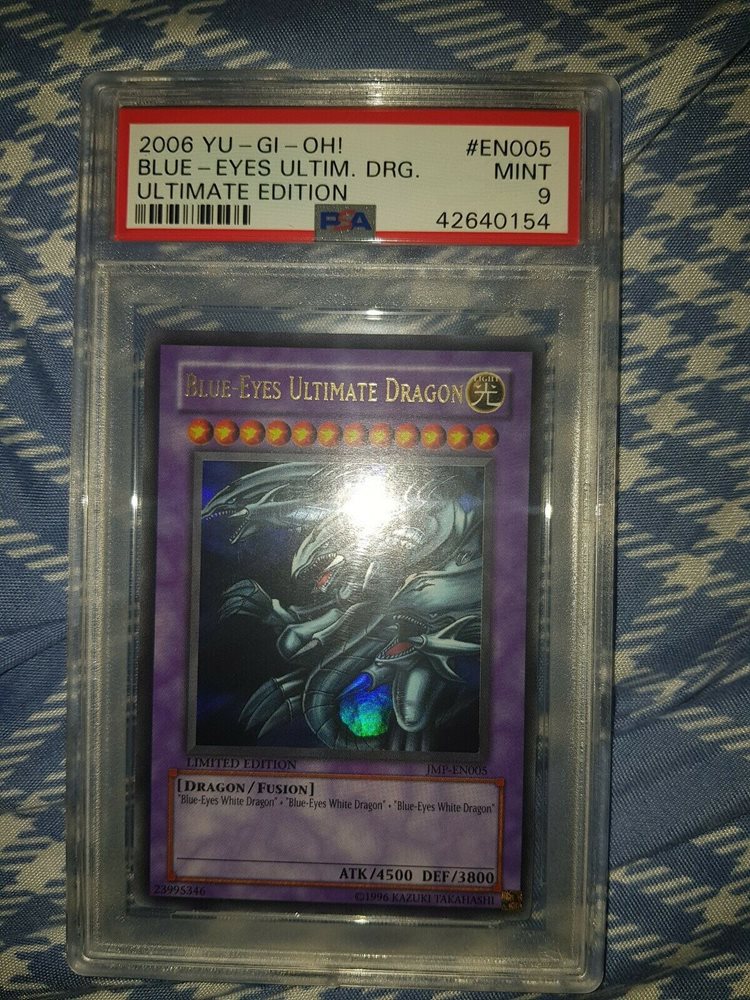 2006 YU-GI-OH! #EN005
BLUE-EYES ULTIM. DRG. MINT
ULTIMATE EDITION 9
PSA 42640154
BLUE-EYES ULTIMATE DRAGON LIGHT 光
LIMITED EDITION JMP-EN005
[DRAGON/FUSION]
"Blue-Eyes White Dragon" + "Blue-Eyes White Dragon" + "Blue-Eyes White Dragon"
ATK/4500 DEF/3800
23995346 ©1996 KAZUKI TAKAHASHI